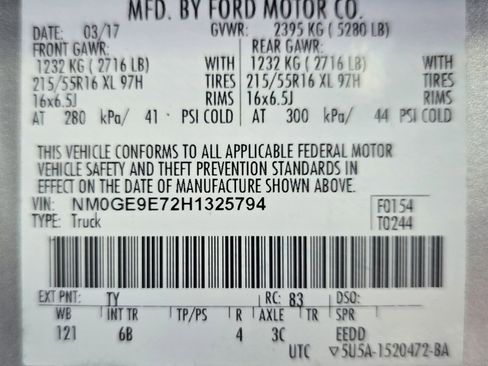 MFD. BY FORD MOTOR CO.
DATE: 03/17 GVWR: 2395 KG ( 5280 LB)
FRONT GAWR: REAR GAWR:
1232 KG ( 2716 LB) WITH 1232 KG ( 2716 LB) WITH
215/55R16 XL 97H TIRES 215/55R16 XL 97H TIRES
16x6.5J RIMS 16x6.5J RIMS
AT 280 kPa/ 41 PSI COLD AT 300 kPa/ 44 PSI COLD
THIS VEHICLE CONFORMS TO ALL APPLICABLE FEDERAL MOTOR
VEHICLE SAFETY AND THEFT PREVENTION STANDARDS IN
EFFECT ON THE DATE OF MANUFACTURE SHOWN ABOVE.
VIN: NM0GE9E72H1325794 F0154
TYPE: Truck T0244
EXT PNT: TY RC: 83 DSO:
WB INT TR TP/PS R AXLE TR SPR
121 6B 4 3C EEDD
UTC ▽5U5A-1520472-BA